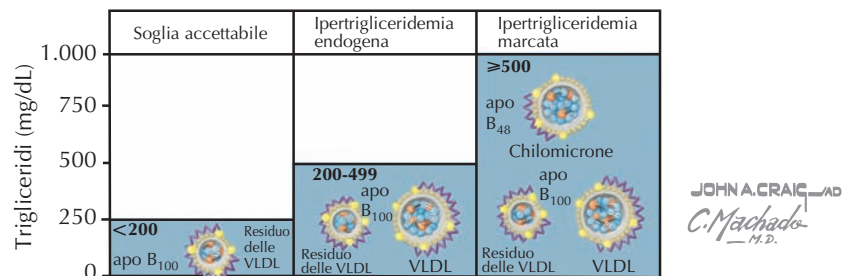 Soglia accettabile
Ipertrigliceridemia
endogena
Ipertrigliceridemia
marcata
Trigliceridi (mg/dL)
1.000
750
500
250
0
<200
apo B100
Residuo
delle
VLDL
200-499
apo
B100
Residuo
delle VLDL
VLDL
⩾500
apo
B48
Chilomicrone
apo
B100
Residuo
delle VLDL
VLDL
JOHN A. CRAIG—AD
C. Machado
—M.D.